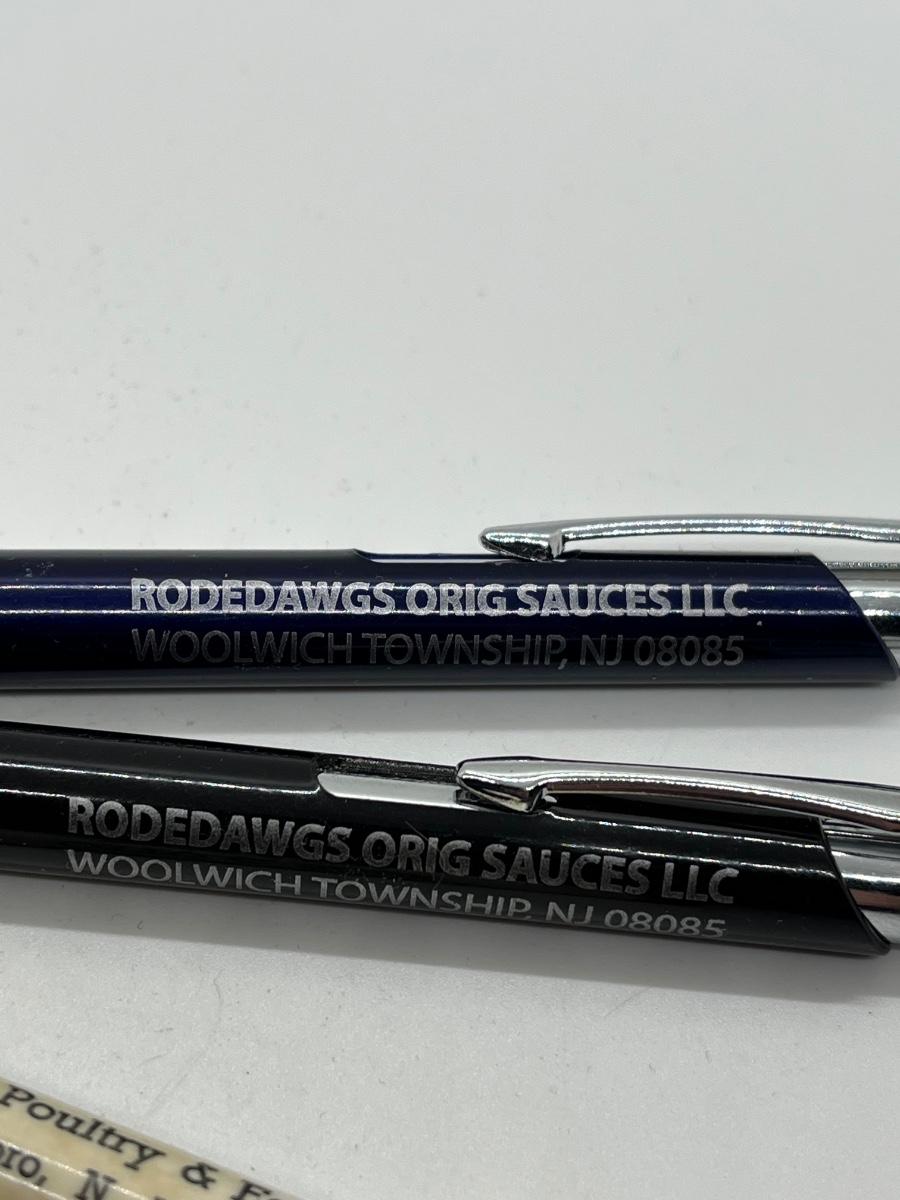 RODEDAWGS ORIG SAUCES LLC
WOOLWICH TOWNSHIP, NJ 08085
RODEDAWGS ORIG SAUCES LLC
WOOLWICH TOWNSHIP, NJ 08085
Poultry &
N.